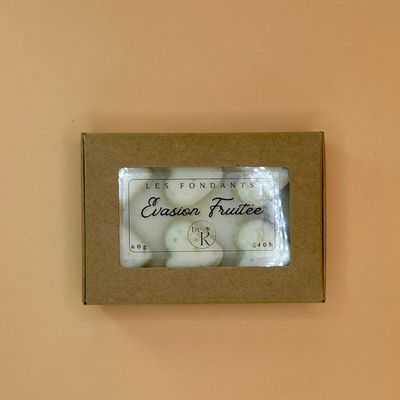 LES FONDANTS
Evasion Fruitée
by R
60g
40h